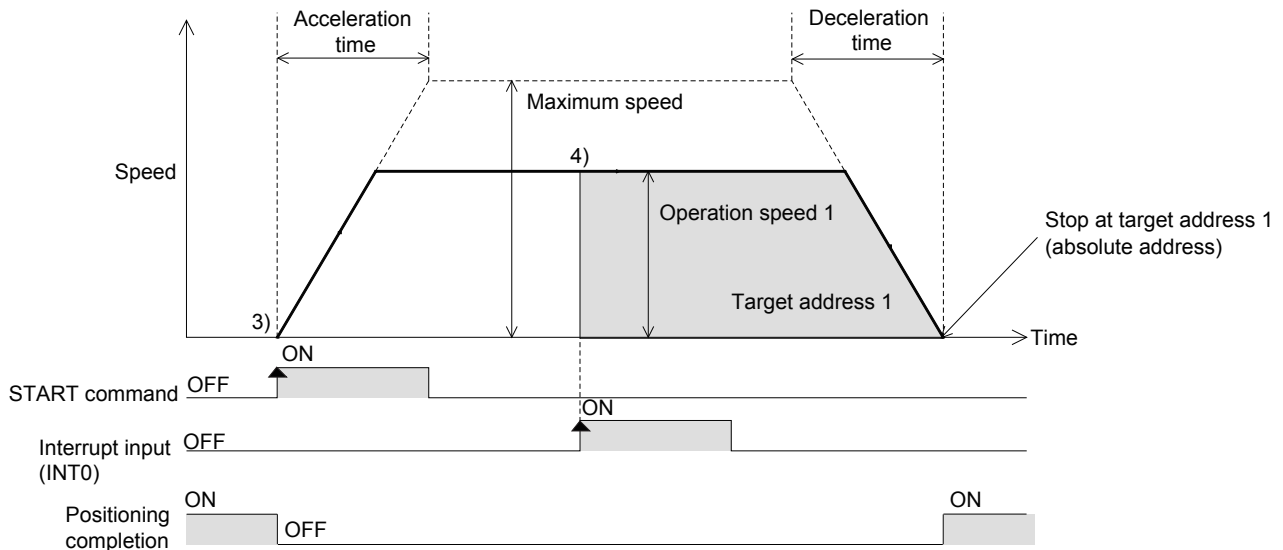 Acceleration
time
Deceleration
time
Maximum speed
Speed
4)
Operation speed 1
Stop at target address 1
(absolute address)
Target address 1
3)
Time
ON
START command
OFF
ON
Interrupt input
(INT0)
OFF
ON
ON
Positioning
completion
OFF